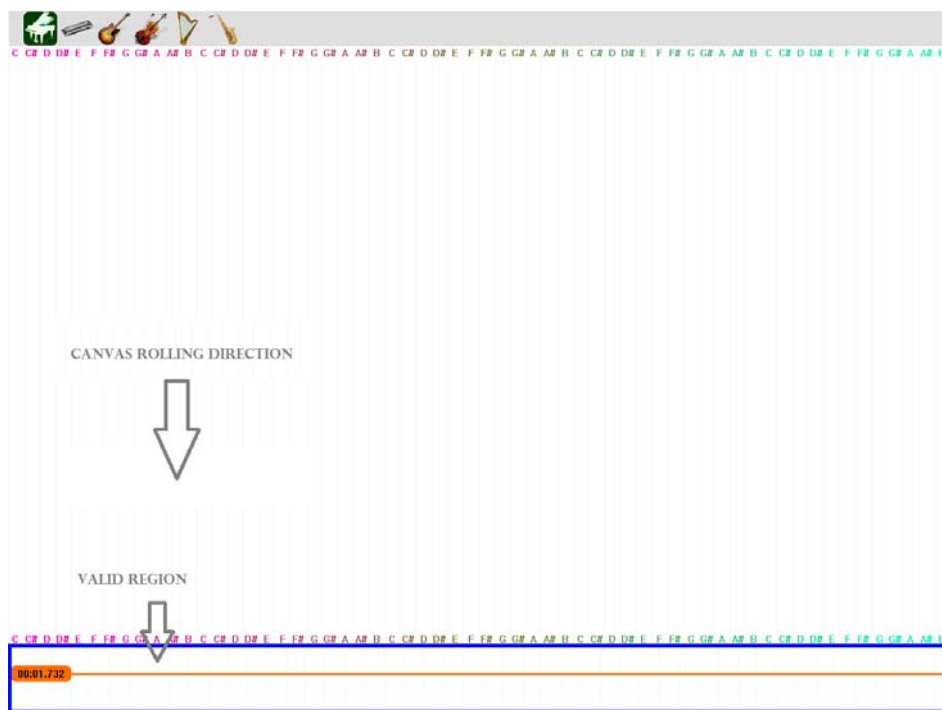 C C# D D# E F F# G G# A A# B C C# D D# E F F# G G# A A# B C C# D D# E F F# G G# A A# B C C# D D# E F F# G G# A A# B C C# D D# E F F# G G# A A# B
CANVAS ROLLING DIRECTION
VALID REGION
C C# D D# E F F# G G# A A# B C C# D D# E F F# G G# A A# B C C# D D# E F F# G G# A A# B C C# D D# E F F# G G# A A# B C C# D D# E F F# G G# A A# B
00:01.732